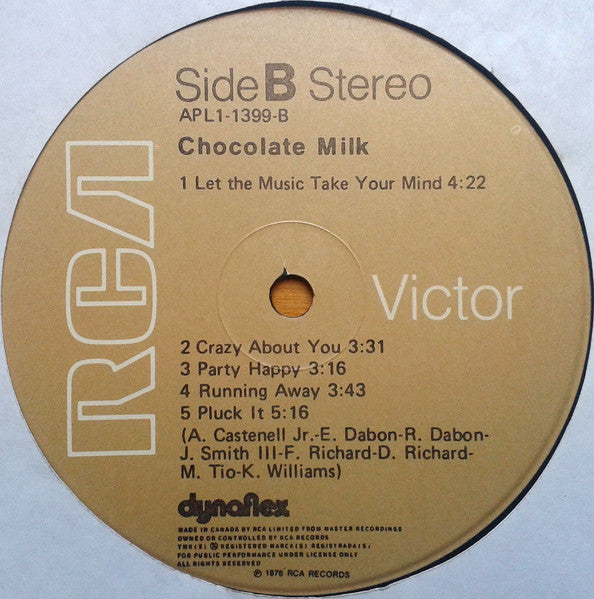 Side B Stereo
APL1-1399-B
Chocolate Milk
1 Let the Music Take Your Mind 4:22
RCA
Victor
2 Crazy About You 3:31
3 Party Happy 3:16
4 Running Away 3:43
5 Pluck It 5:16
(A. Castenell Jr.-E. Dabon-R. Dabon-
J. Smith III-F. Richard-D. Richard-
M. Tio-K. Williams)
dynaflex
MADE IN CANADA BY RCA LIMITED FROM MASTER RECORDINGS
OWNED OR CONTROLLED BY RCA RECORDS
TMK(S) ® REGISTERED MARCA(S) REGISTRADA(S)
FOR PUBLIC PERFORMANCE UNDER LICENSE ONLY
ALL RIGHTS RESERVED
℗ 1976 RCA RECORDS